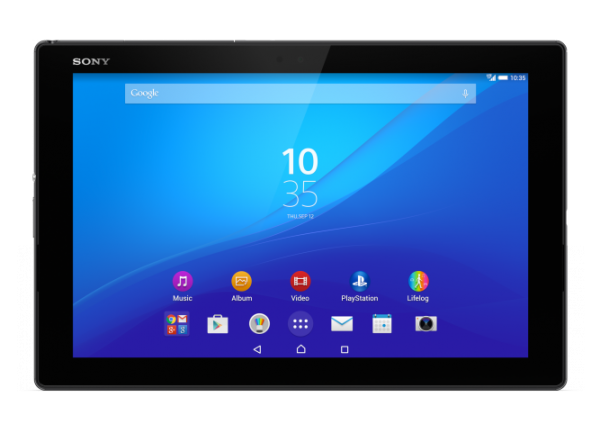 SONY
10:35
Google
10
35
THU, SEP 12
Music
Album
Video
PlayStation
Lifelog